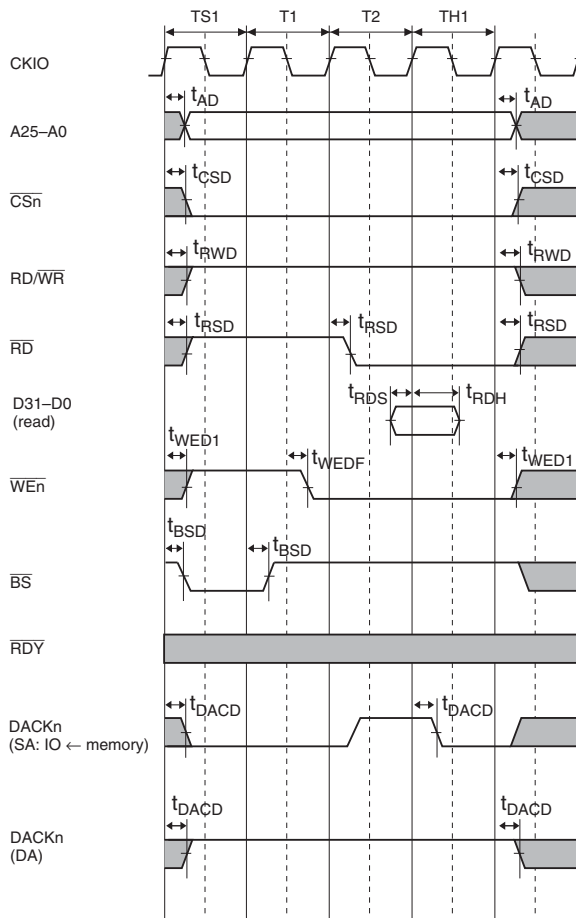 TS1 T1 T2 TH1
CKIO
tAD tAD
A25–A0
tCSD tCSD
CSn
tRWD tRWD
RD/WR
tRSD tRSD tRSD
RD
D31–D0
(read)
tRDS tRDH
tWED1 tWEDF tWED1
WEn
tBSD tBSD
BS
RDY
tDACD tDACD
DACKn
(SA: IO ← memory)
tDACD tDACD
DACKn
(DA)